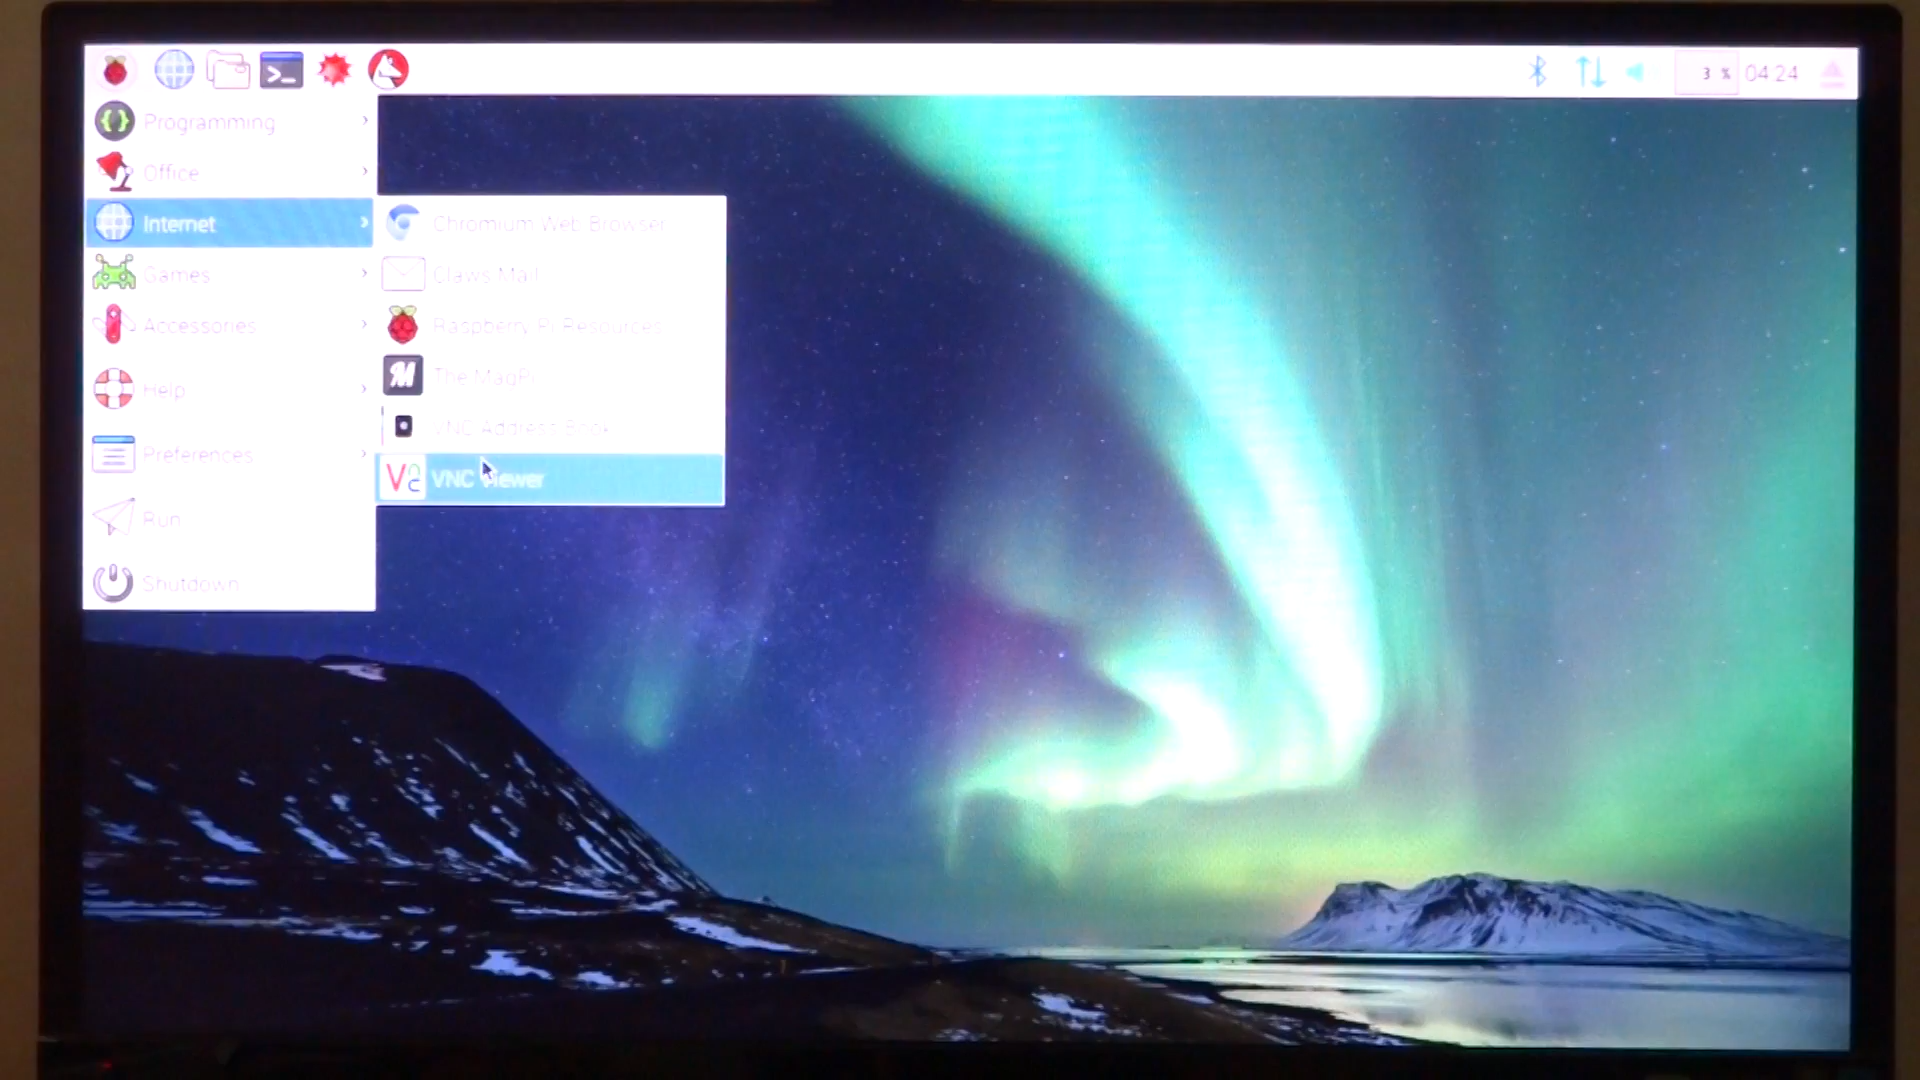 3 % 04:24
Programming
Office
Internet
Games
Accessories
Help
Preferences
Run
Shutdown
Chromium Web Browser
Claws Mail
Raspberry Pi Resources
The MagPi
VNC Address Book
VNC Viewer